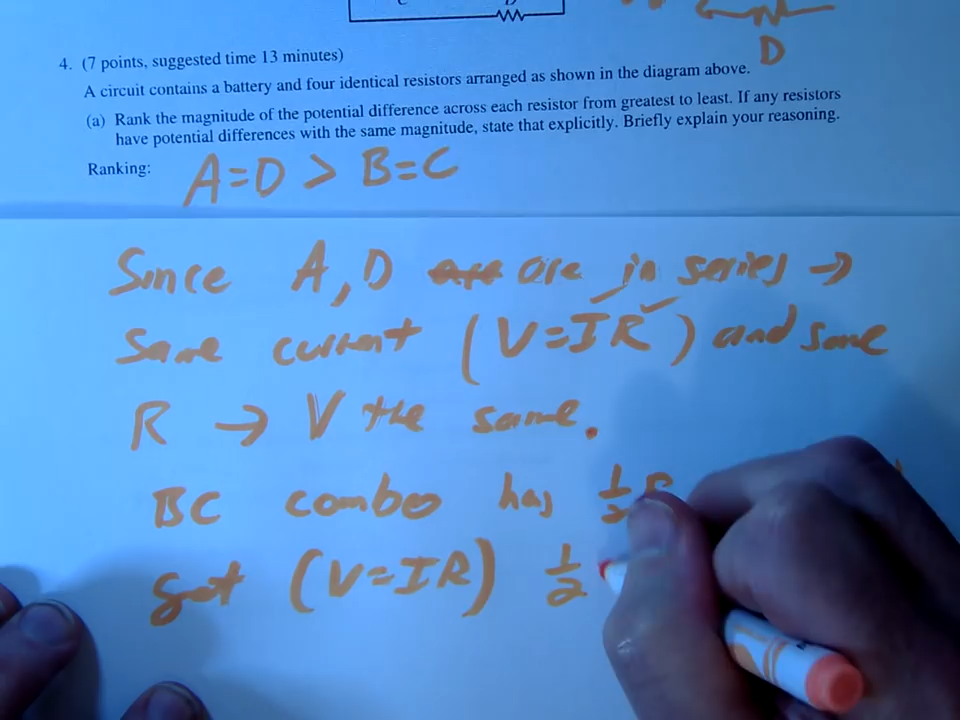 D
4. (7 points, suggested time 13 minutes)
A circuit contains a battery and four identical resistors arranged as shown in the diagram above.
(a) Rank the magnitude of the potential difference across each resistor from greatest to least. If any resistors
have potential differences with the same magnitude, state that explicitly. Briefly explain your reasoning.
Ranking: A=D > B=C
Since A, D are in series →
Same current (V=IR) and same
R → V the same.
BC combo has 1/2
get (V=IR) 1/2